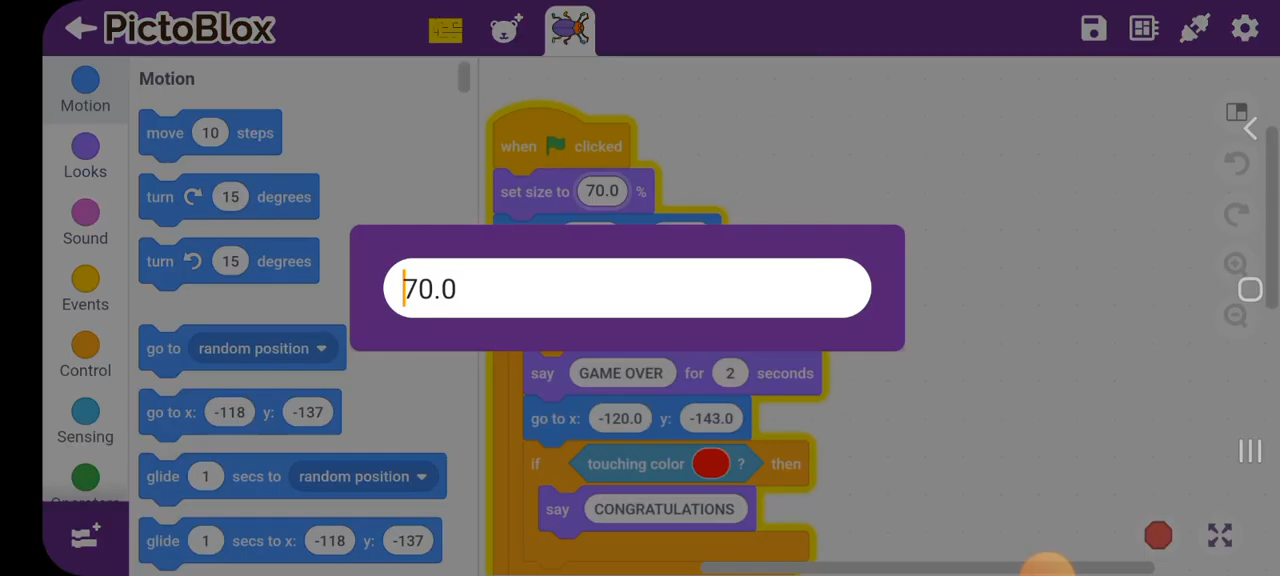 PictoBlox
Motion
Looks
Sound
Events
Control
Sensing
Motion
move 10 steps
turn 15 degrees
turn 15 degrees
go to random position
go to x: -118 y: -137
glide 1 secs to random position
glide 1 secs to x: -118 y: -137
when clicked
set size to 70.0 %
70.0
say GAME OVER for 2 seconds
go to x: -120.0 y: -143.0
if touching color ? then
say CONGRATULATIONS